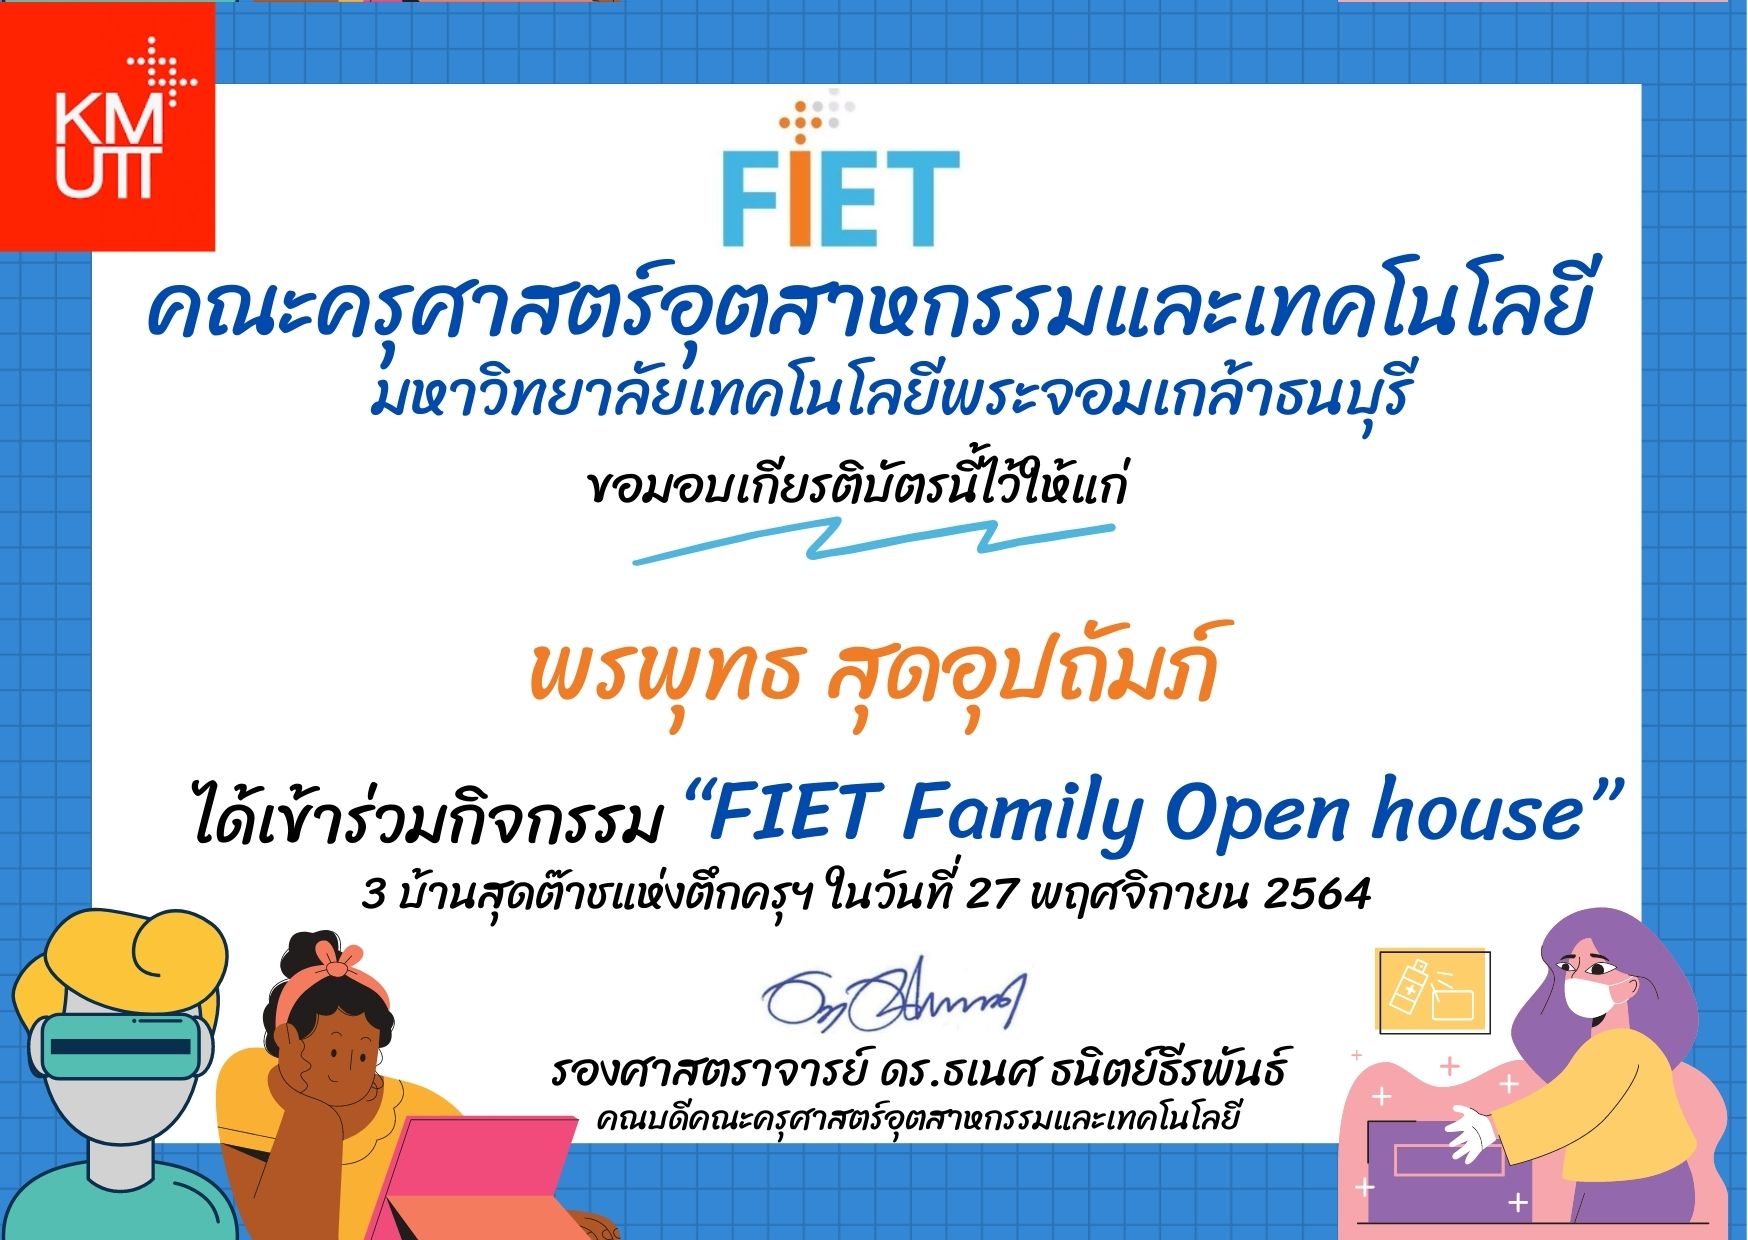 KM
UTT
FIET
คณะครุศาสตร์อุตสาหกรรมและเทคโนโลยี
มหาวิทยาลัยเทคโนโลยีพระจอมเกล้าธนบุรี
ขอมอบเกียรติบัตรนี้ไว้ให้แก่
พรพุทธ สุดอุปถัมภ์
ได้เข้าร่วมกิจกรรม “FIET Family Open house”
3 บ้านสุดต๊าชแห่งตึกครุฯ ในวันที่ 27 พฤศจิกายน 2564
รองศาสตราจารย์ ดร.ธเนศ ธนิตย์ธีรพันธ์
คณบดีคณะครุศาสตร์อุตสาหกรรมและเทคโนโลยี